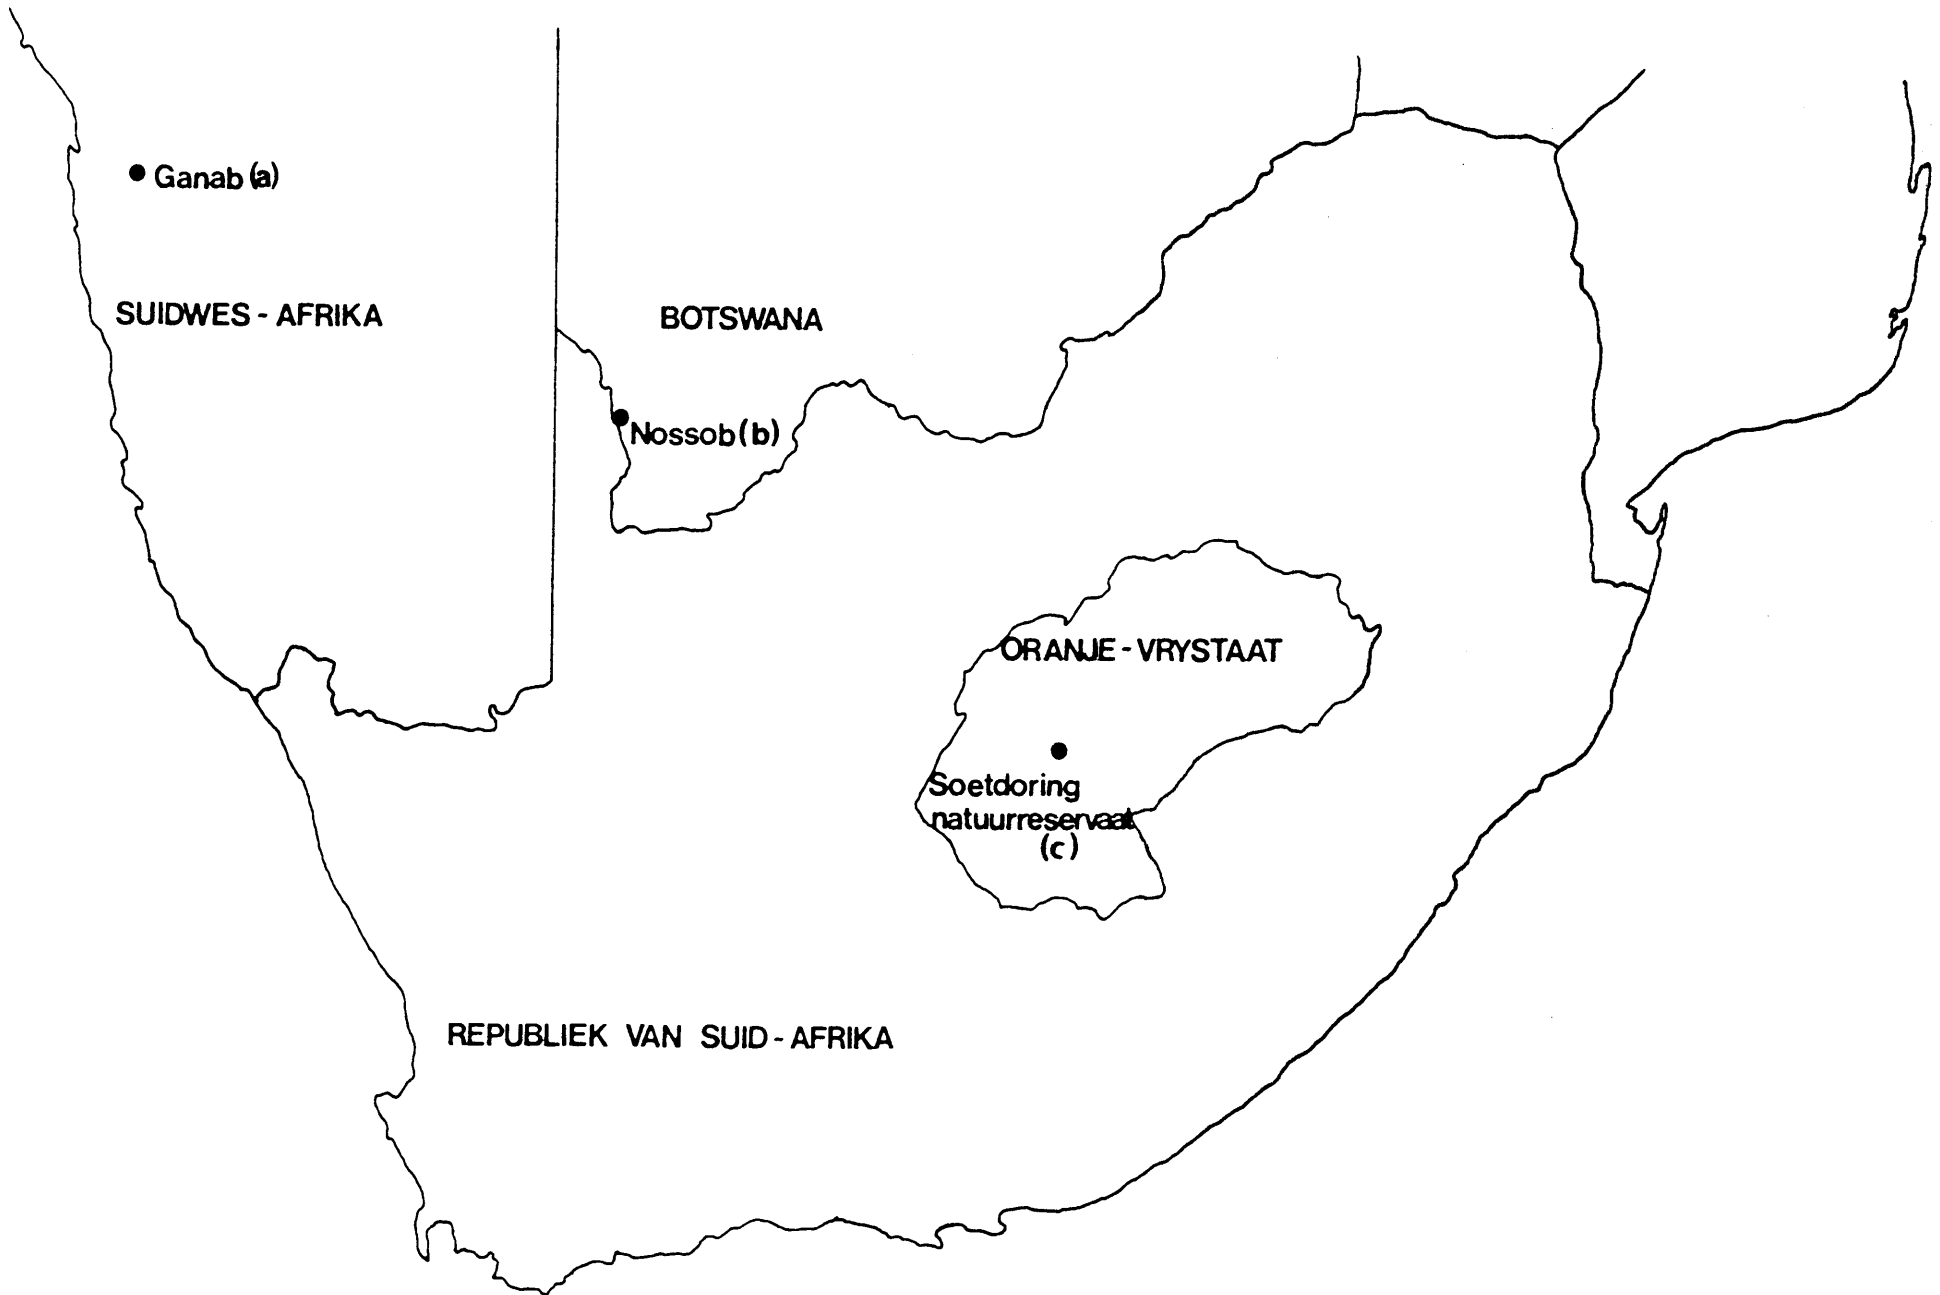 Ganab (a)
SUIDWES - AFRIKA
BOTSWANA
Nossob (b)
ORANJE - VRYSTAAT
Soetdoring
natuurreservaat
(c)
REPUBLIEK VAN SUID - AFRIKA